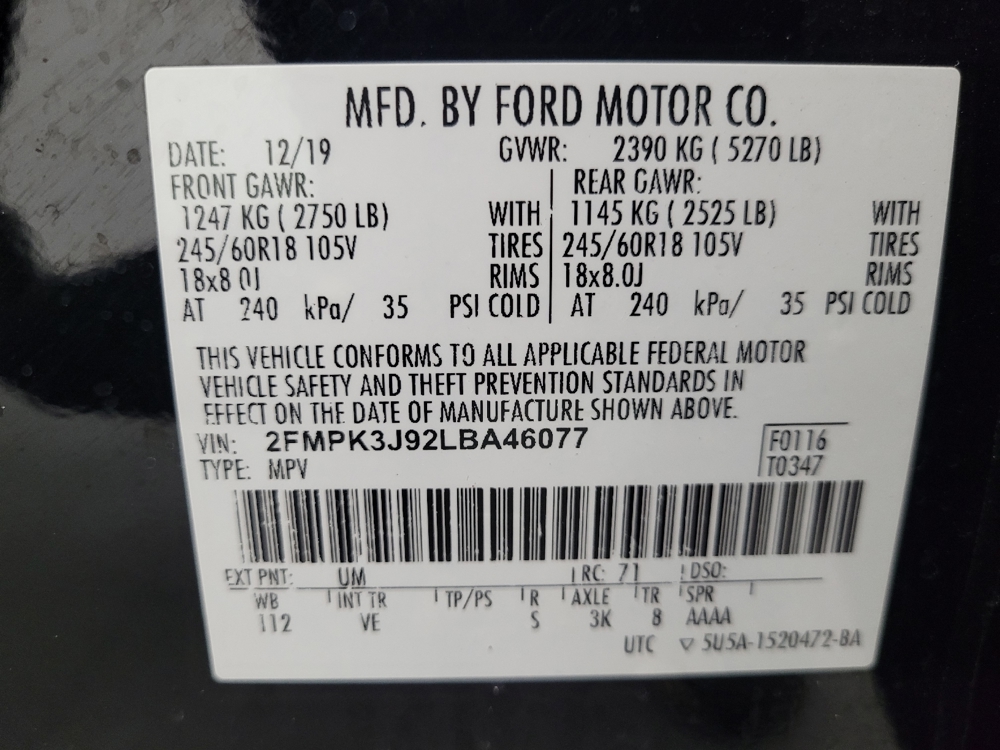 MFD. BY FORD MOTOR CO.
DATE: 12/19 GVWR: 2390 KG ( 5270 LB)
FRONT GAWR: REAR GAWR:
1247 KG ( 2750 LB) WITH 1145 KG ( 2525 LB) WITH
245/60R18 105V TIRES 245/60R18 105V TIRES
18x8.0J RIMS 18x8.0J RIMS
AT 240 kPa/ 35 PSI COLD AT 240 kPa/ 35 PSI COLD
THIS VEHICLE CONFORMS TO ALL APPLICABLE FEDERAL MOTOR
VEHICLE SAFETY AND THEFT PREVENTION STANDARDS IN
EFFECT ON THE DATE OF MANUFACTURE SHOWN ABOVE.
VIN: 2FMPK3J92LBA46077 F0116
TYPE: MPV T0347
EXT PNT: UM RC: 71 DSO:
WB INT TR TP/PS R AXLE TR SPR
112 VE S 3K 8 AAAA
UTC ▽ 5U5A-1520472-BA